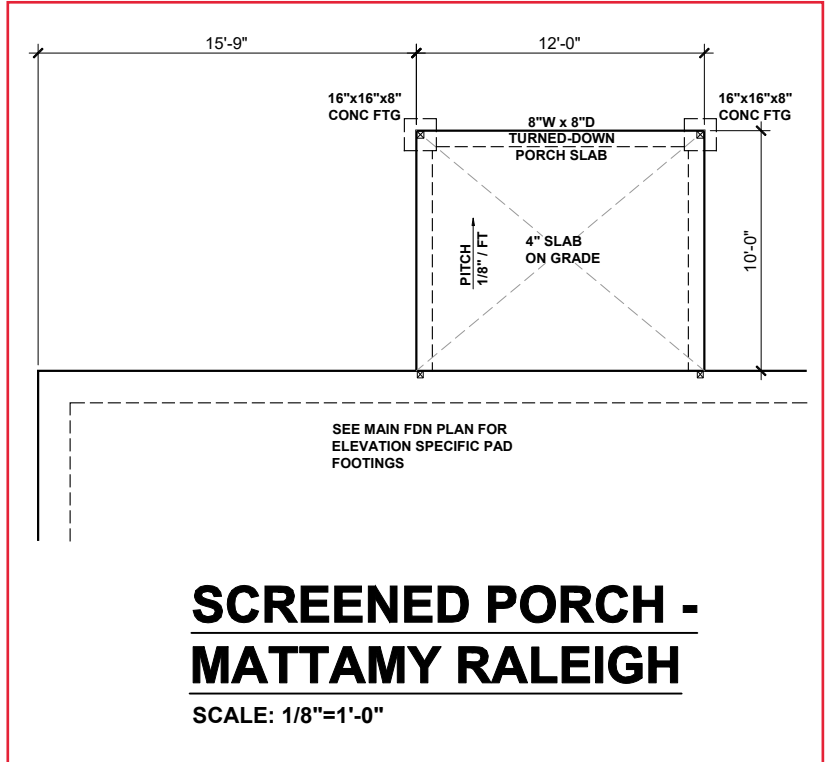 15'-9"
12'-0"
16"x16"x8"
CONC FTG
8"W x 8"D
TURNED-DOWN
PORCH SLAB
16"x16"x8"
CONC FTG
PITCH
1/8" / FT
4" SLAB
ON GRADE
10'-0"
SEE MAIN FDN PLAN FOR
ELEVATION SPECIFIC PAD
FOOTINGS
SCREENED PORCH -
MATTAMY RALEIGH
SCALE: 1/8"=1'-0"